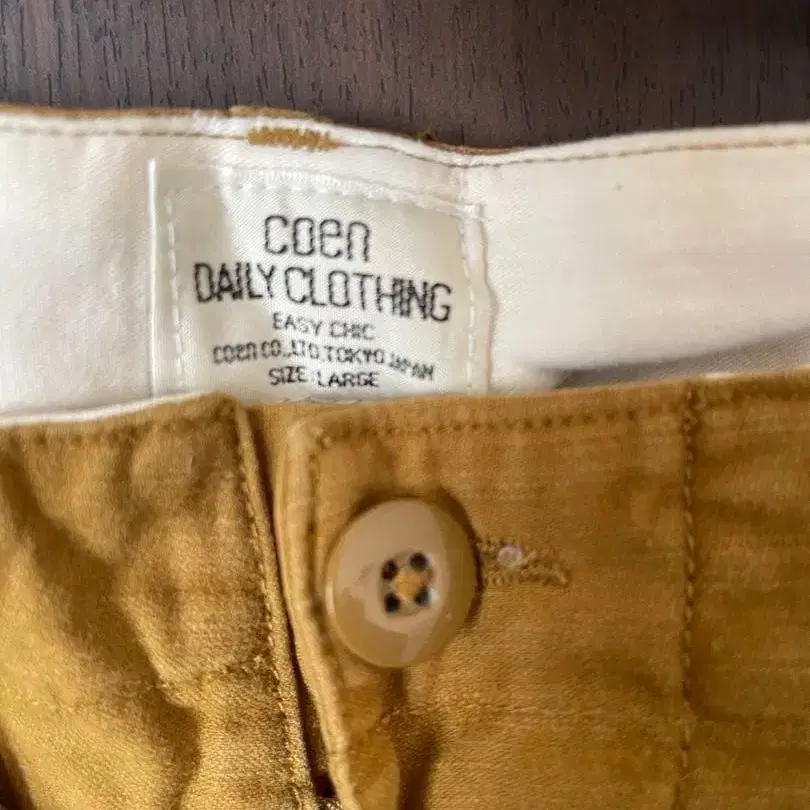 coen
DAILY CLOTHING
EASY CHIC
coen CO.,LTD.TOKYO JAPAN
SIZE:LARGE